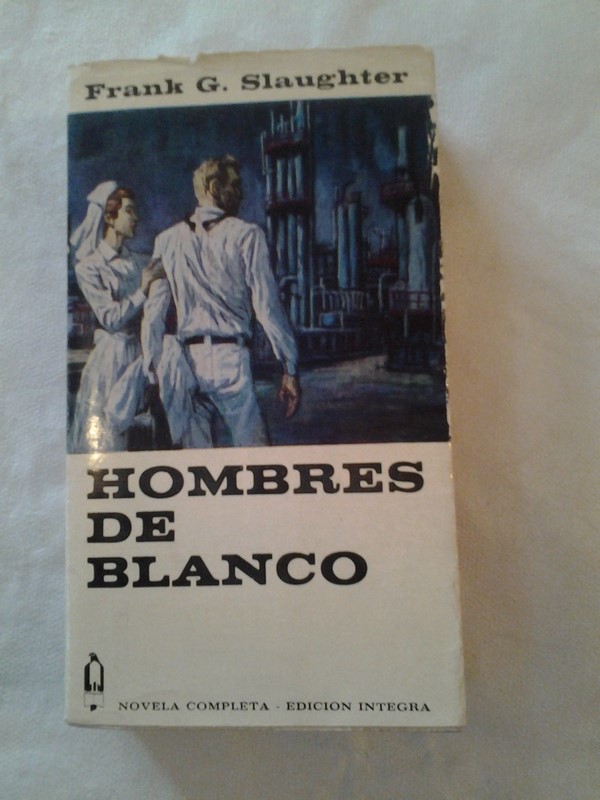 Frank G. Slaughter
HOMBRES
DE
BLANCO
NOVELA COMPLETA - EDICION INTEGRA